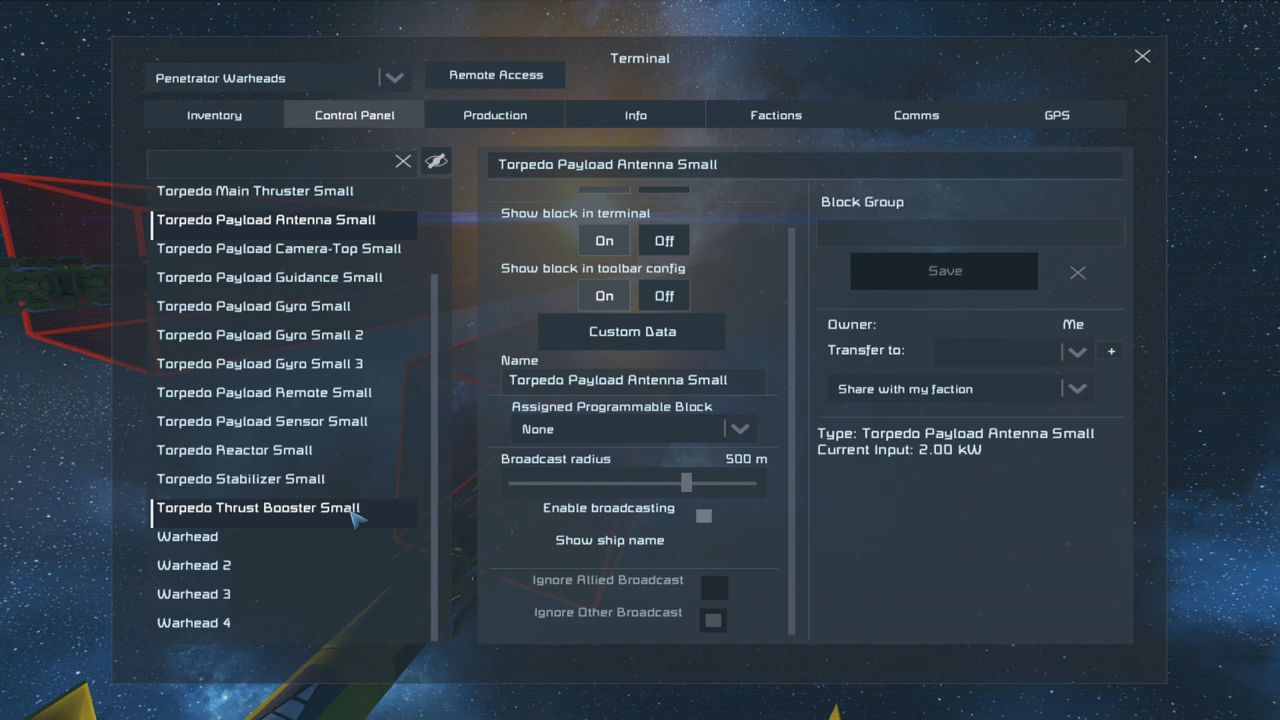 Terminal
Penetrator Warheads
Remote Access
Inventory
Control Panel
Production
Info
Factions
Comms
GPS
Torpedo Main Thruster Small
Torpedo Payload Antenna Small
Torpedo Payload Camera-Top Small
Torpedo Payload Guidance Small
Torpedo Payload Gyro Small
Torpedo Payload Gyro Small 2
Torpedo Payload Gyro Small 3
Torpedo Payload Remote Small
Torpedo Payload Sensor Small
Torpedo Reactor Small
Torpedo Stabilizer Small
Torpedo Thrust Booster Small
Warhead
Warhead 2
Warhead 3
Warhead 4
Torpedo Payload Antenna Small
Show block in terminal
On Off
Show block in toolbar config
On Off
Custom Data
Name
Torpedo Payload Antenna Small
Assigned Programmable Block
None
Broadcast radius 500 m
Enable broadcasting
Show ship name
Ignore Allied Broadcast
Ignore Other Broadcast
Block Group
Save
Owner: Me
Transfer to:
+
Share with my faction
Type: Torpedo Payload Antenna Small
Current Input: 2.00 kW